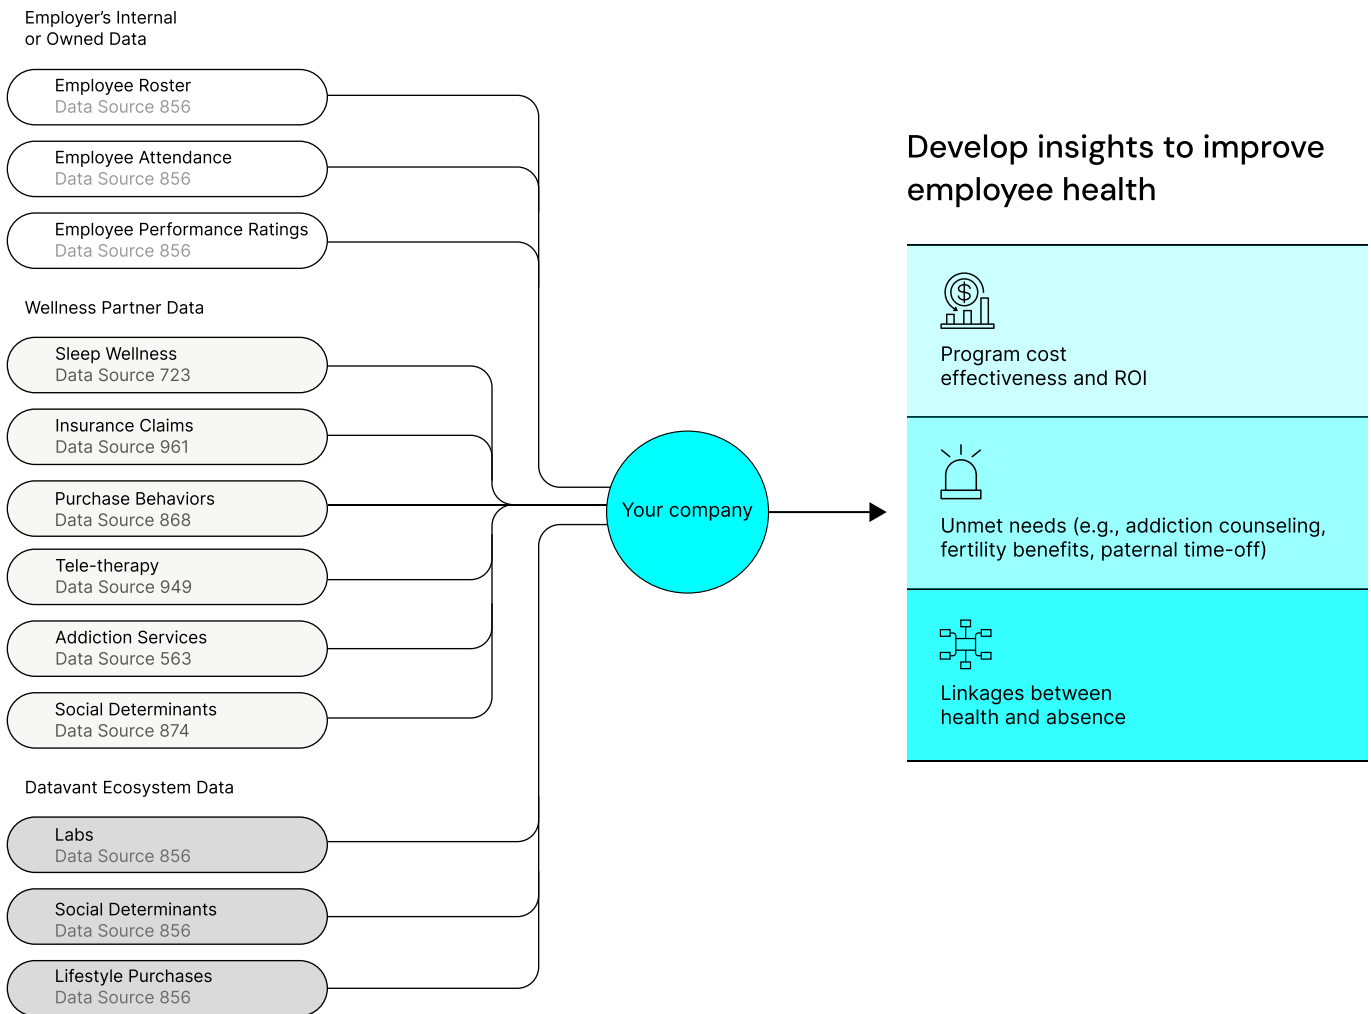 Employer’s Internal
or Owned Data
Employee Roster
Data Source 856
Employee Attendance
Data Source 856
Employee Performance Ratings
Data Source 856
Wellness Partner Data
Sleep Wellness
Data Source 723
Insurance Claims
Data Source 961
Purchase Behaviors
Data Source 868
Tele-therapy
Data Source 949
Addiction Services
Data Source 563
Social Determinants
Data Source 874
Datavant Ecosystem Data
Labs
Data Source 856
Social Determinants
Data Source 856
Lifestyle Purchases
Data Source 856
Your company
Develop insights to improve
employee health
$
Program cost
effectiveness and ROI
Unmet needs (e.g., addiction counseling,
fertility benefits, paternal time-off)
Linkages between
health and absence